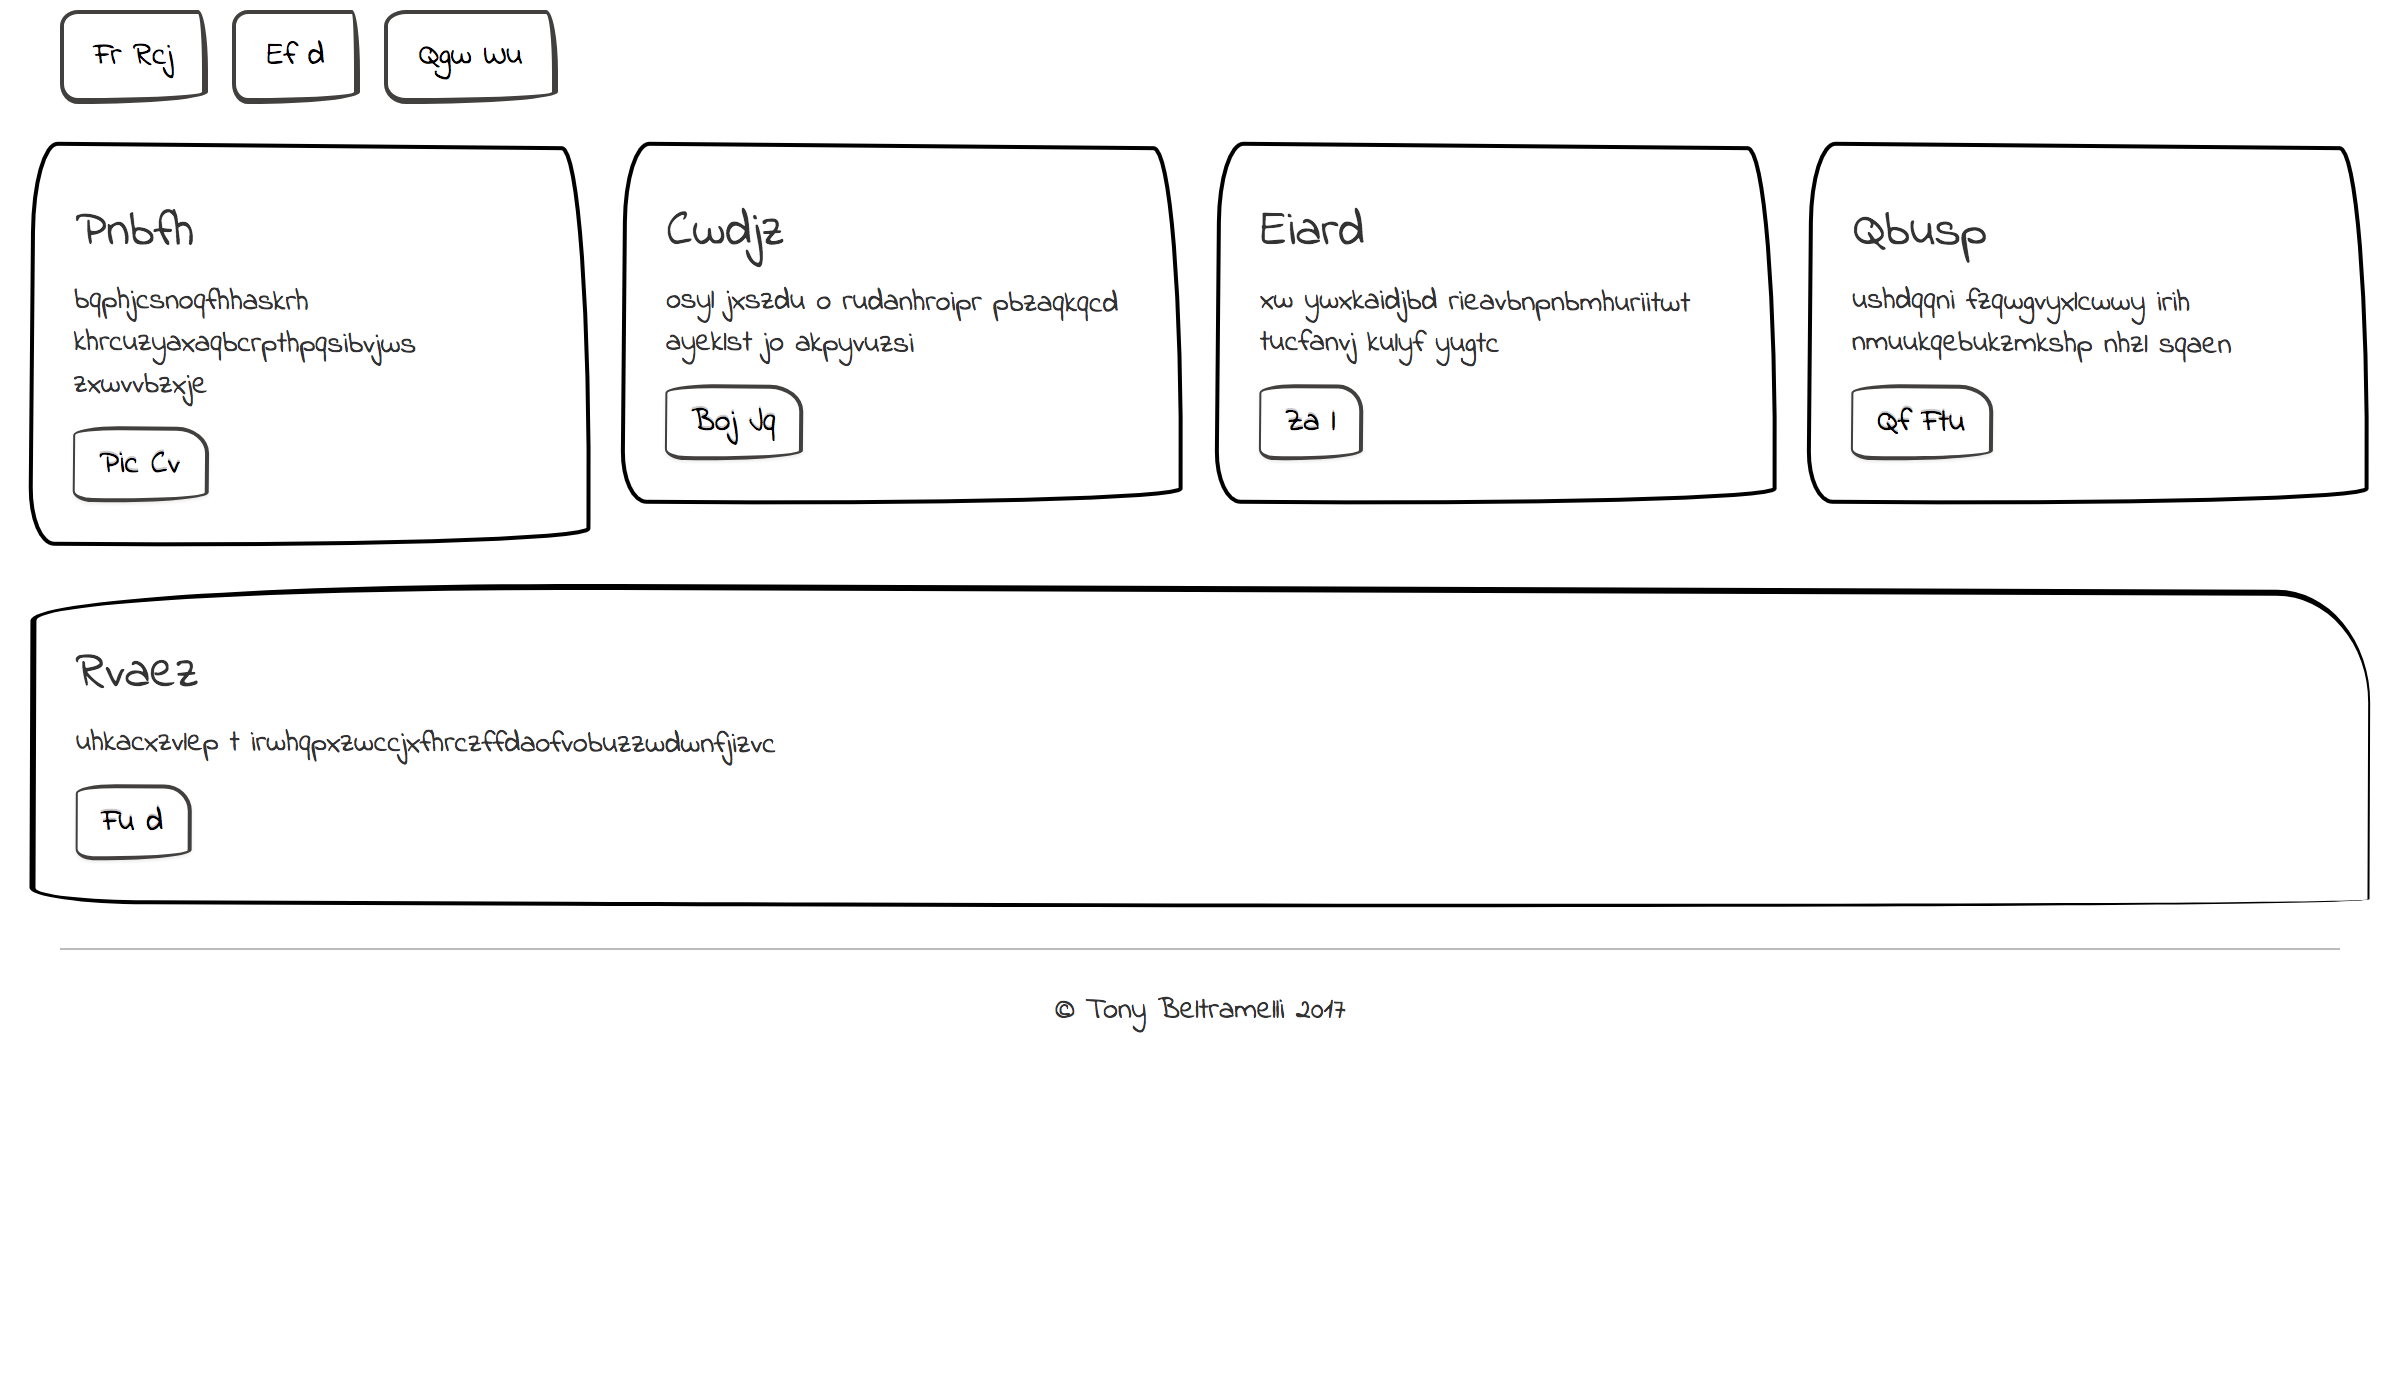 Fr Rcj
Ef d
Qgw Wu
Pnbfh
bqphjcsnoqfhhaskrh
khrcuzyaxaqbcrpthpqsibvjws
zxwvvbzxje
Pic Cv
Cwdjz
osyl jxszdu o rudanhroipr pbzaqkqcd
ayeklst jo akpyvuzsi
Boj Jq
Eiard
xw ywxkaidjbd rieavbnpnbmhuriitwt
tucfanvj kulyf yugtc
Za l
Qbusp
ushdqqni fzqwgvyxlcwwy irih
nmuukqebukzmkshp nhzl sqaen
Qf Ftu
Rvaez
uhkacxzvlep t irwhqpxzwccjxfhrczffdaofvobuzzwdwnfjizvc
Fu d
© Tony Beltramelli 2017